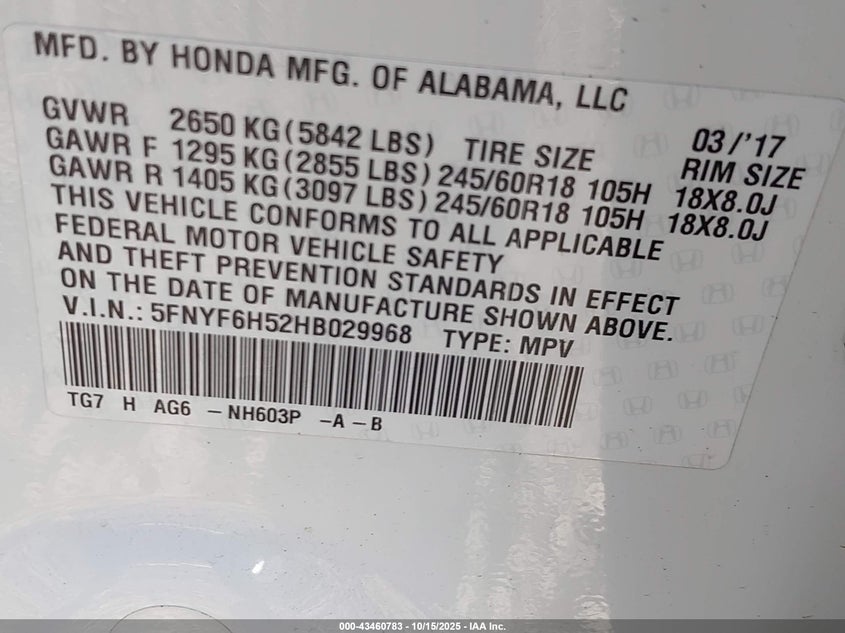 MFD. BY HONDA MFG. OF ALABAMA, LLC
03/'17
GVWR 2650 KG(5842 LBS) TIRE SIZE RIM SIZE
GAWR F 1295 KG(2855 LBS) 245/60R18 105H 18X8.0J
GAWR R 1405 KG(3097 LBS) 245/60R18 105H 18X8.0J
THIS VEHICLE CONFORMS TO ALL APPLICABLE
FEDERAL MOTOR VEHICLE SAFETY
AND THEFT PREVENTION STANDARDS IN EFFECT
ON THE DATE OF MANUFACTURE SHOWN ABOVE.
V.I.N.: 5FNYF6H52HB029968 TYPE: MPV
TG7 H AG6 -NH603P -A-B
000-43460783 - 10/15/2025 - IAA Inc.